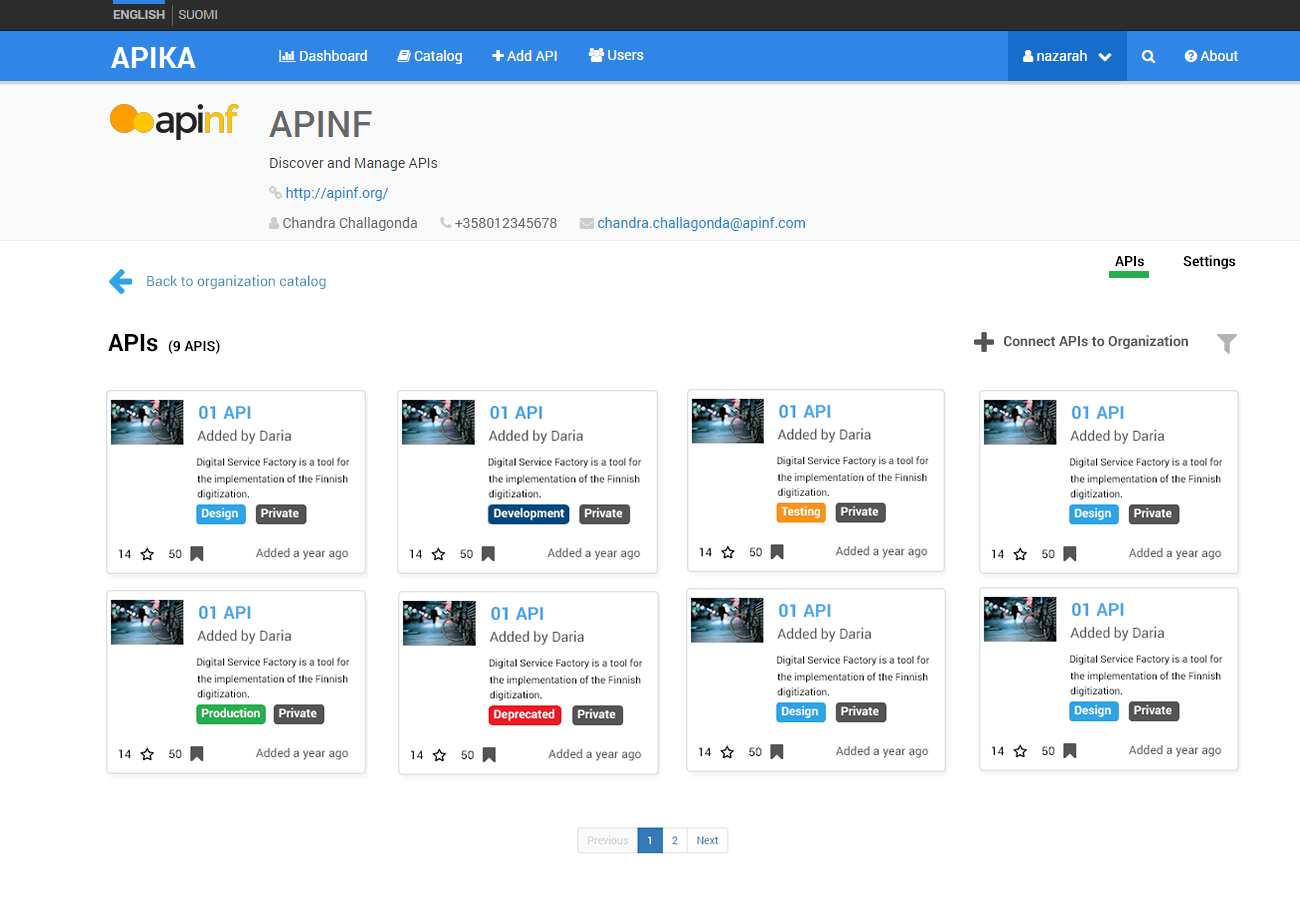 ENGLISH SUOMI
APIKA Dashboard Catalog Add API Users nazarah About
apinf
APINF
Discover and Manage APIs
http://apinf.org/
Chandra Challagonda +358012345678 chandra.challagonda@apinf.com
APIs Settings
Back to organization catalog
APIs (9 APIS) Connect APIs to Organization
01 API
Added by Daria
Digital Service Factory is a tool for
the implementation of the Finnish
digitization.
Design Private
14 50 Added a year ago
01 API
Added by Daria
Digital Service Factory is a tool for
the implementation of the Finnish
digitization.
Development Private
14 50 Added a year ago
01 API
Added by Daria
Digital Service Factory is a tool for
the implementation of the Finnish
digitization.
Testing Private
14 50 Added a year ago
01 API
Added by Daria
Digital Service Factory is a tool for
the implementation of the Finnish
digitization.
Design Private
14 50 Added a year ago
01 API
Added by Daria
Digital Service Factory is a tool for
the implementation of the Finnish
digitization.
Production Private
14 50 Added a year ago
01 API
Added by Daria
Digital Service Factory is a tool for
the implementation of the Finnish
digitization.
Deprecated Private
14 50 Added a year ago
01 API
Added by Daria
Digital Service Factory is a tool for
the implementation of the Finnish
digitization.
Design Private
14 50 Added a year ago
01 API
Added by Daria
Digital Service Factory is a tool for
the implementation of the Finnish
digitization.
Design Private
14 50 Added a year ago
Previous 1 2 Next